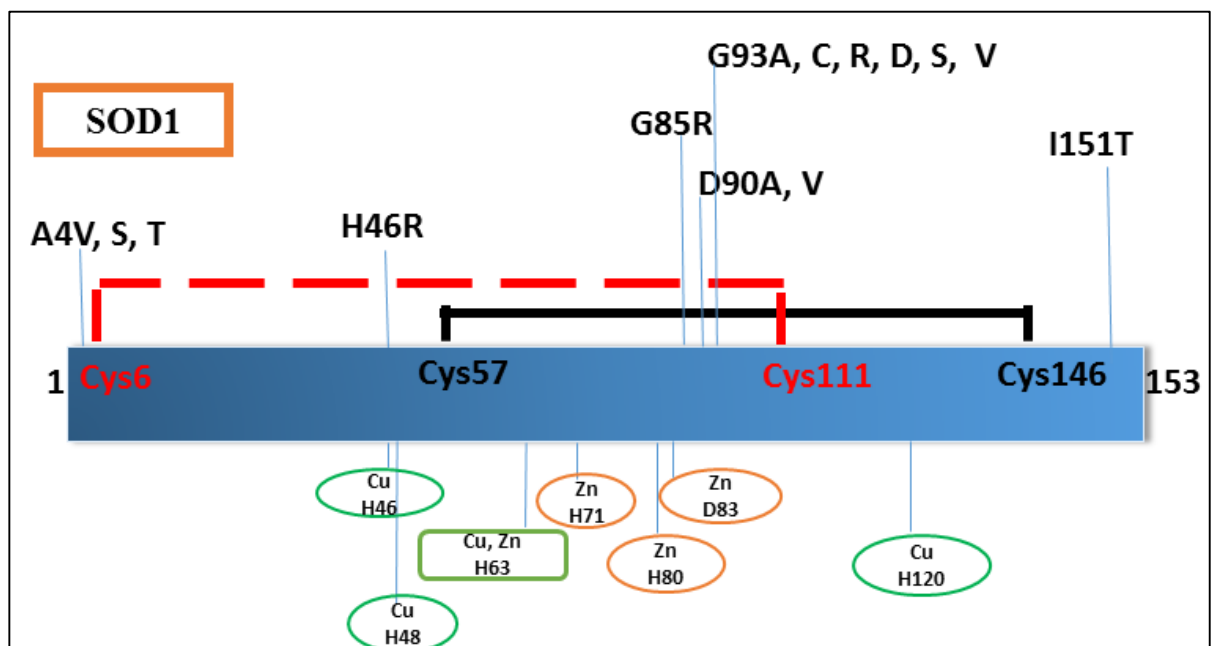 G93A, C, R, D, S, V
SOD1
G85R
I151T
D90A, V
A4V, S, T
H46R
1
Cys6
Cys57
Cys111
Cys146
153
Cu
H46
Zn
H71
Zn
D83
Cu, Zn
H63
Zn
H80
Cu
H120
Cu
H48